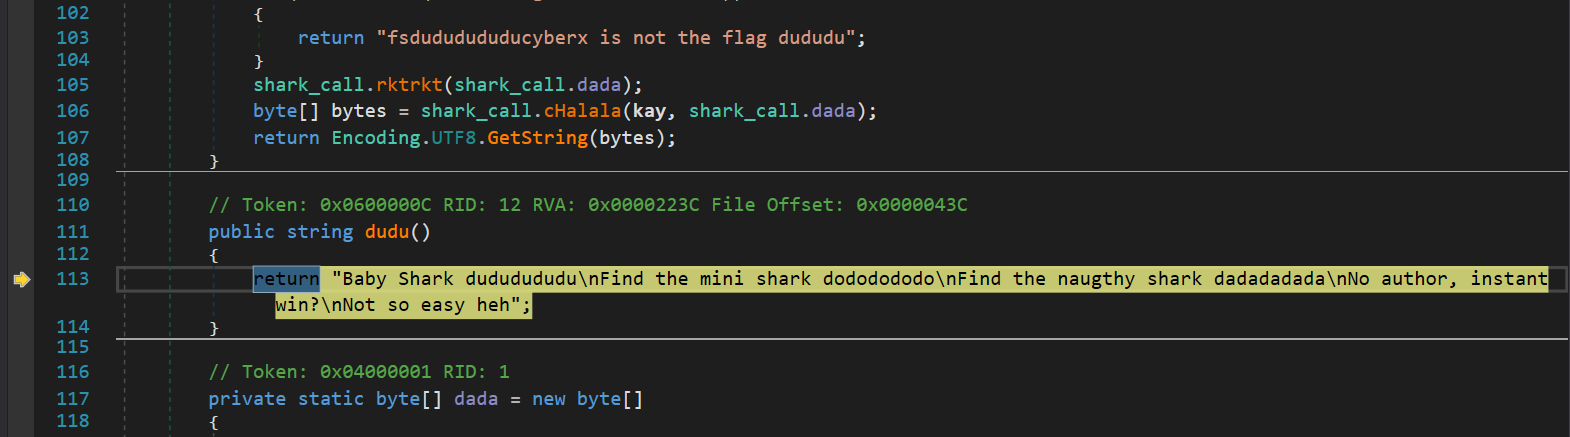 102 {
103 return "fsdududududucyberx is not the flag dududu";
104 }
105 shark_call.rktrkt(shark_call.dada);
106 byte[] bytes = shark_call.cHalala(kay, shark_call.dada);
107 return Encoding.UTF8.GetString(bytes);
108 }
109
110 // Token: 0x0600000C RID: 12 RVA: 0x0000223C File Offset: 0x0000043C
111 public string dudu()
112 {
113 return "Baby Shark dududududu\nFind the mini shark dododododo\nFind the naugthy shark dadadadada\nNo author, instant
win?\nNot so easy heh";
114 }
115
116 // Token: 0x04000001 RID: 1
117 private static byte[] dada = new byte[]
118 {